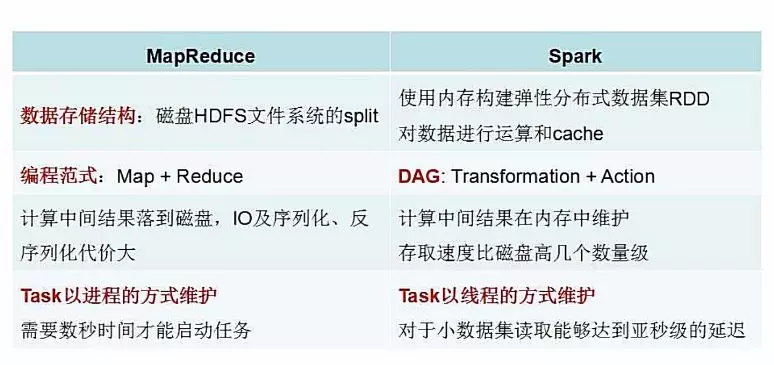 MapReduce
Spark
数据存储结构：磁盘HDFS文件系统的split
使用内存构建弹性分布式数据集RDD
对数据进行运算和cache
编程范式：Map + Reduce
DAG: Transformation + Action
计算中间结果落到磁盘，IO及序列化、反
序列化代价大
计算中间结果在内存中维护
存取速度比磁盘高几个数量级
Task以进程的方式维护
需要数秒时间才能启动任务
Task以线程的方式维护
对于小数据集读取能够达到亚秒级的延迟